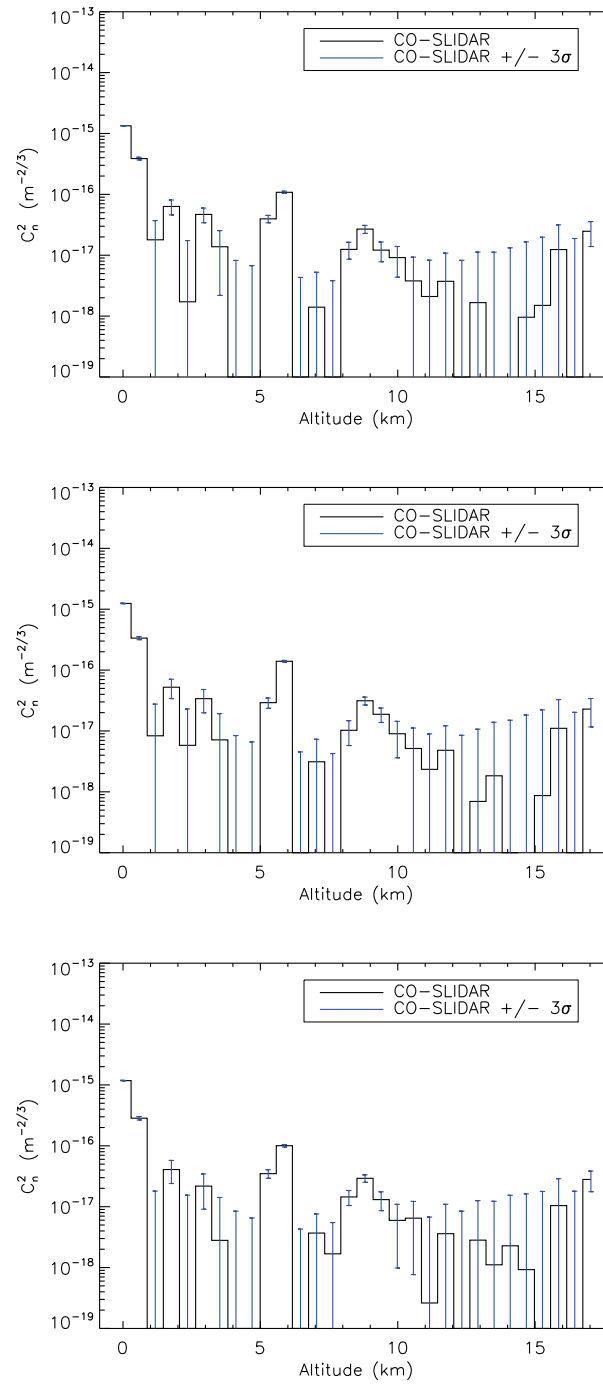 CO-SLIDAR
CO-SLIDAR +/- 3σ
C_n^2 (m^{-2/3})
10^{-13}
10^{-14}
10^{-15}
10^{-16}
10^{-17}
10^{-18}
10^{-19}
0 5 10 15
Altitude (km)
CO-SLIDAR
CO-SLIDAR +/- 3σ
C_n^2 (m^{-2/3})
10^{-13}
10^{-14}
10^{-15}
10^{-16}
10^{-17}
10^{-18}
10^{-19}
0 5 10 15
Altitude (km)
CO-SLIDAR
CO-SLIDAR +/- 3σ
C_n^2 (m^{-2/3})
10^{-13}
10^{-14}
10^{-15}
10^{-16}
10^{-17}
10^{-18}
10^{-19}
0 5 10 15
Altitude (km)